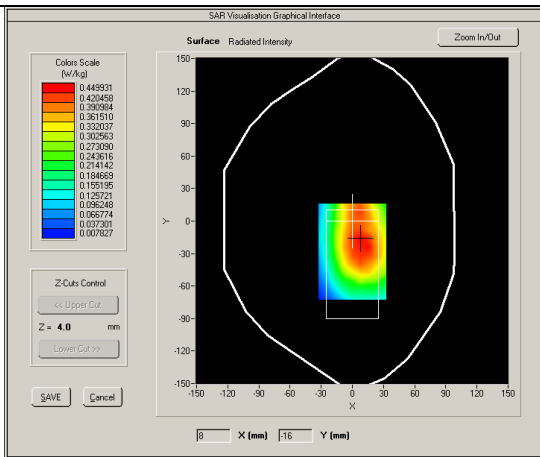 SAR Visualisation Graphical Interface
Surface Radiated Intensity
Zoom In/Out
Colors Scale
(W/kg)
0.449931
0.420458
0.390984
0.361510
0.332037
0.302563
0.273090
0.243616
0.214142
0.184669
0.155195
0.125721
0.096248
0.066774
0.037301
0.007827
Z-Cuts Control
<< Upper Cut
Z = 4.0 mm
Lower Cut >>
SAVE Cancel
150
120
90
60
30
0
-30
-60
-90
-120
-150
Y
-150 -120 -90 -60 -30 0 30 60 90 120 150
X
8 X (mm) -16 Y (mm)